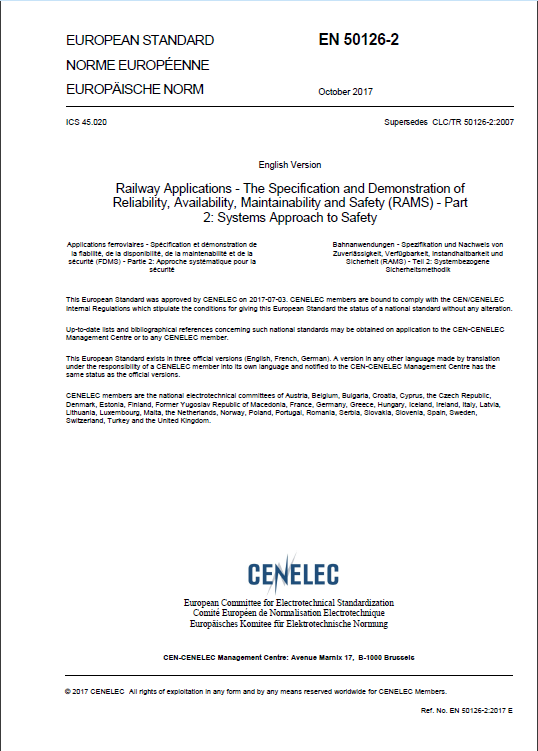 EUROPEAN STANDARD
EN 50126-2
NORME EUROPÉENNE
EUROPÄISCHE NORM
October 2017
ICS 45.020
Supersedes CLC/TR 50126-2:2007
English Version
Railway Applications - The Specification and Demonstration of
Reliability, Availability, Maintainability and Safety (RAMS) - Part
2: Systems Approach to Safety
Applications ferroviaires - Spécification et démonstration de
la fiabilité, de la disponibilité, de la maintenabilité et de la
sécurité (FDMS) - Partie 2: Approche systématique pour la
sécurité
Bahnanwendungen - Spezifikation und Nachweis von
Zuverlässigkeit, Verfügbarkeit, Instandhaltbarkeit und
Sicherheit (RAMS) - Teil 2: Systembezogene
Sicherheitsmethodik
This European Standard was approved by CENELEC on 2017-07-03. CENELEC members are bound to comply with the CEN/CENELEC
Internal Regulations which stipulate the conditions for giving this European Standard the status of a national standard without any alteration.
Up-to-date lists and bibliographical references concerning such national standards may be obtained on application to the CEN-CENELEC
Management Centre or to any CENELEC member.
This European Standard exists in three official versions (English, French, German). A version in any other language made by translation
under the responsibility of a CENELEC member into its own language and notified to the CEN-CENELEC Management Centre has the
same status as the official versions.
CENELEC members are the national electrotechnical committees of Austria, Belgium, Bulgaria, Croatia, Cyprus, the Czech Republic,
Denmark, Estonia, Finland, Former Yugoslav Republic of Macedonia, France, Germany, Greece, Hungary, Iceland, Ireland, Italy, Latvia,
Lithuania, Luxembourg, Malta, the Netherlands, Norway, Poland, Portugal, Romania, Serbia, Slovakia, Slovenia, Spain, Sweden,
Switzerland, Turkey and the United Kingdom.
CENELEC
European Committee for Electrotechnical Standardization
Comité Européen de Normalisation Electrotechnique
Europäisches Komitee für Elektrotechnische Normung
CEN-CENELEC Management Centre: Avenue Marnix 17, B-1000 Brussels
© 2017 CENELEC All rights of exploitation in any form and by any means reserved worldwide for CENELEC Members.
Ref. No. EN 50126-2:2017 E